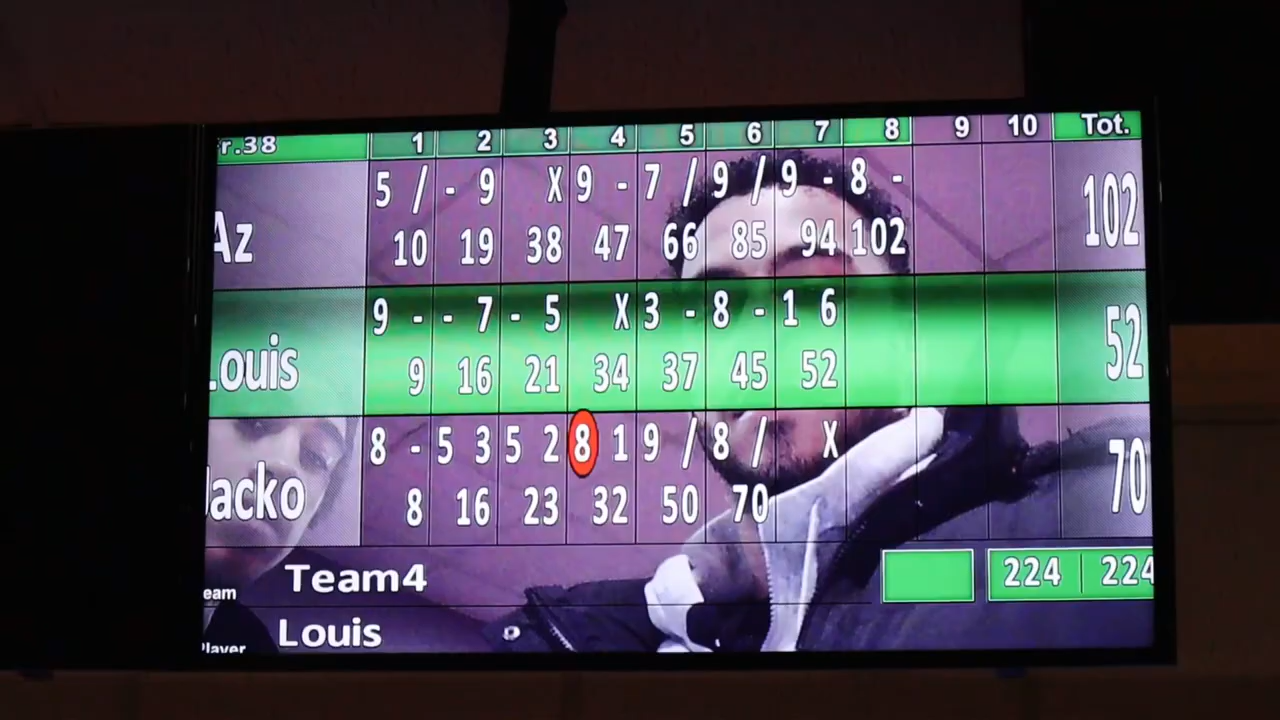 r.38 1 2 3 4 5 6 7 8 9 10 Tot.
5 / - 9 X 9 - 7 / 9 / 9 - 8 -
Az 10 19 38 47 66 85 94 102 102
9 - - 7 - 5 X 3 - 8 - 1 6
Louis 9 16 21 34 37 45 52 52
8 - 5 3 5 2 8 1 9 / 8 / X
Jacko 8 16 23 32 50 70 70
Team4 224 224
eam
Louis
Player